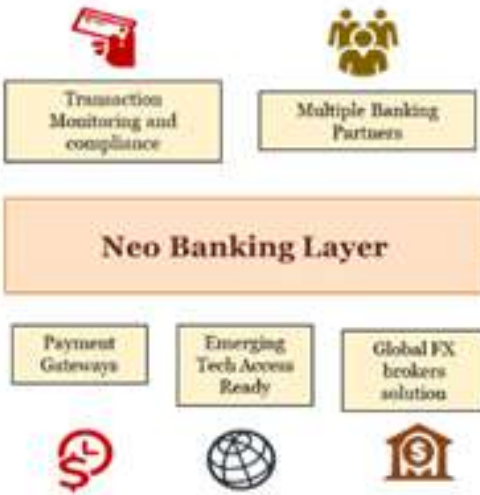 Transaction
Monitoring and
compliance
Multiple Banking
Partners
Neo Banking Layer
Payment
Gateways
Emerging
Tech Access
Ready
Global FX
brokers
solution